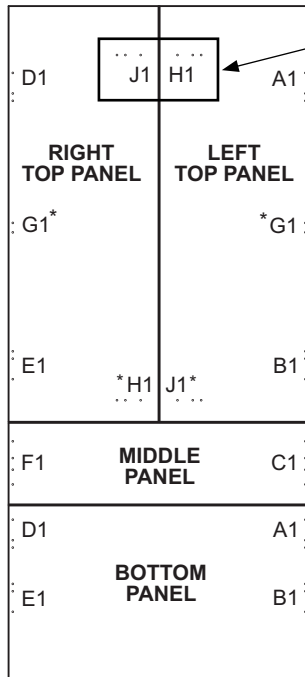 D1 J1 H1 A1
RIGHT LEFT
TOP PANEL TOP PANEL
G1* *G1
E1 B1
*H1 J1*
F1 MIDDLE C1
PANEL
D1 A1
BOTTOM
E1 PANEL B1